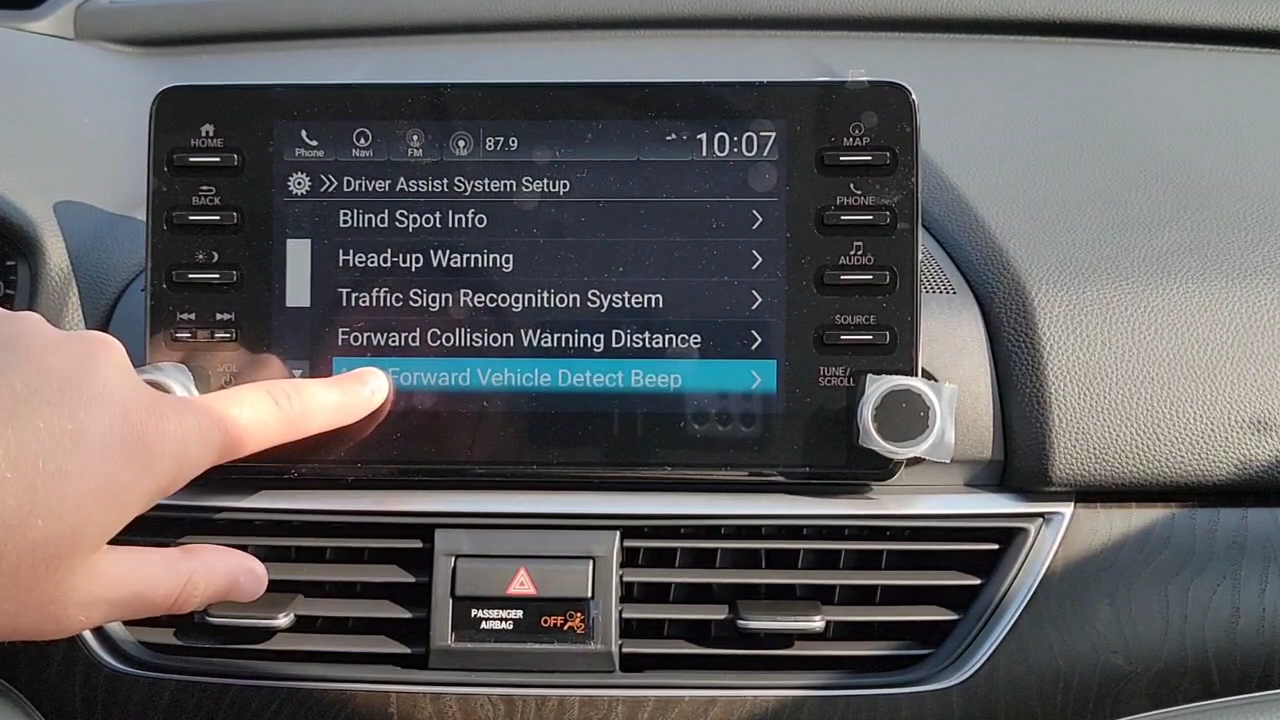 HOME
BACK
VOL
Phone
Navi
FM
87.9
10:07
Driver Assist System Setup
Blind Spot Info
Head-up Warning
Traffic Sign Recognition System
Forward Collision Warning Distance
Forward Vehicle Detect Beep
MAP
PHONE
AUDIO
SOURCE
TUNE/
SCROLL
PASSENGER
AIRBAG
OFF
2